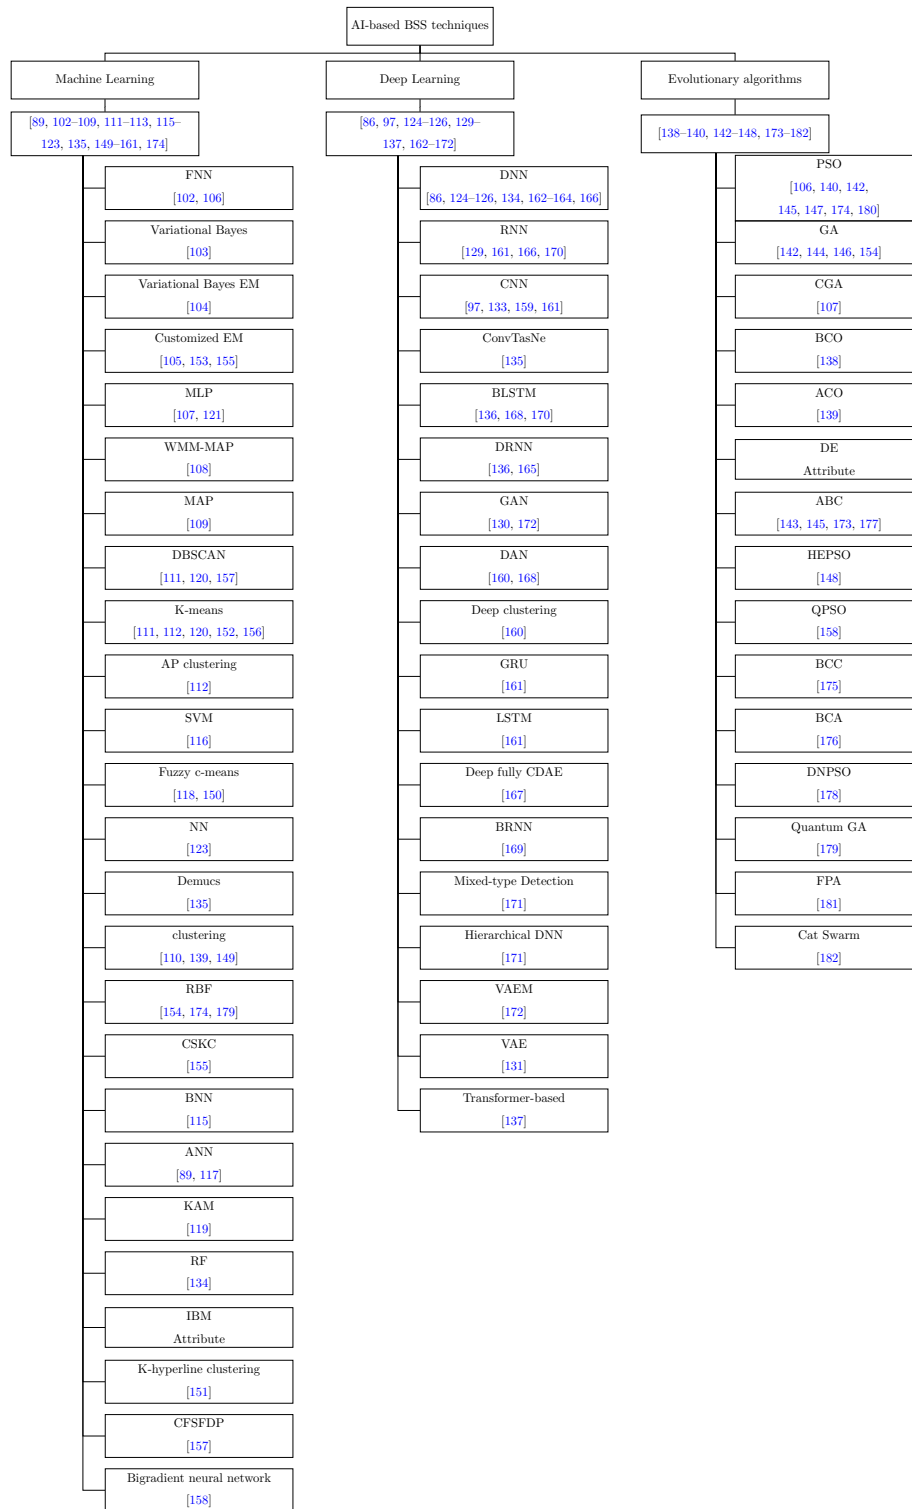 AI-based BSS techniques
Machine Learning
[89, 102–109, 111–113, 115–
123, 135, 149–161, 174]
FNN
[102, 106]
Variational Bayes
[103]
Variational Bayes EM
[104]
Customized EM
[105, 153, 155]
MLP
[107, 121]
WMM-MAP
[108]
MAP
[109]
DBSCAN
[111, 120, 157]
K-means
[111, 112, 120, 152, 156]
AP clustering
[112]
SVM
[116]
Fuzzy c-means
[118, 150]
NN
[123]
Demucs
[135]
clustering
[110, 139, 149]
RBF
[154, 174, 179]
CSKC
[155]
BNN
[115]
ANN
[89, 117]
KAM
[119]
RF
[134]
IBM
Attribute
K-hyperline clustering
[151]
CFSFDP
[157]
Bigradient neural network
[158]
Deep Learning
[86, 97, 124–126, 129–
137, 162–172]
DNN
[86, 124–126, 134, 162–164, 166]
RNN
[129, 161, 166, 170]
CNN
[97, 133, 159, 161]
ConvTasNe
[135]
BLSTM
[136, 168, 170]
DRNN
[136, 165]
GAN
[130, 172]
DAN
[160, 168]
Deep clustering
[160]
GRU
[161]
LSTM
[161]
Deep fully CDAE
[167]
BRNN
[169]
Mixed-type Detection
[171]
Hierarchical DNN
[171]
VAEM
[172]
VAE
[131]
Transformer-based
[137]
Evolutionary algorithms
[138–140, 142–148, 173–182]
PSO
[106, 140, 142,
145, 147, 174, 180]
GA
[142, 144, 146, 154]
CGA
[107]
BCO
[138]
ACO
[139]
DE
Attribute
ABC
[143, 145, 173, 177]
HEPSO
[148]
QPSO
[158]
BCC
[175]
BCA
[176]
DNPSO
[178]
Quantum GA
[179]
FPA
[181]
Cat Swarm
[182]